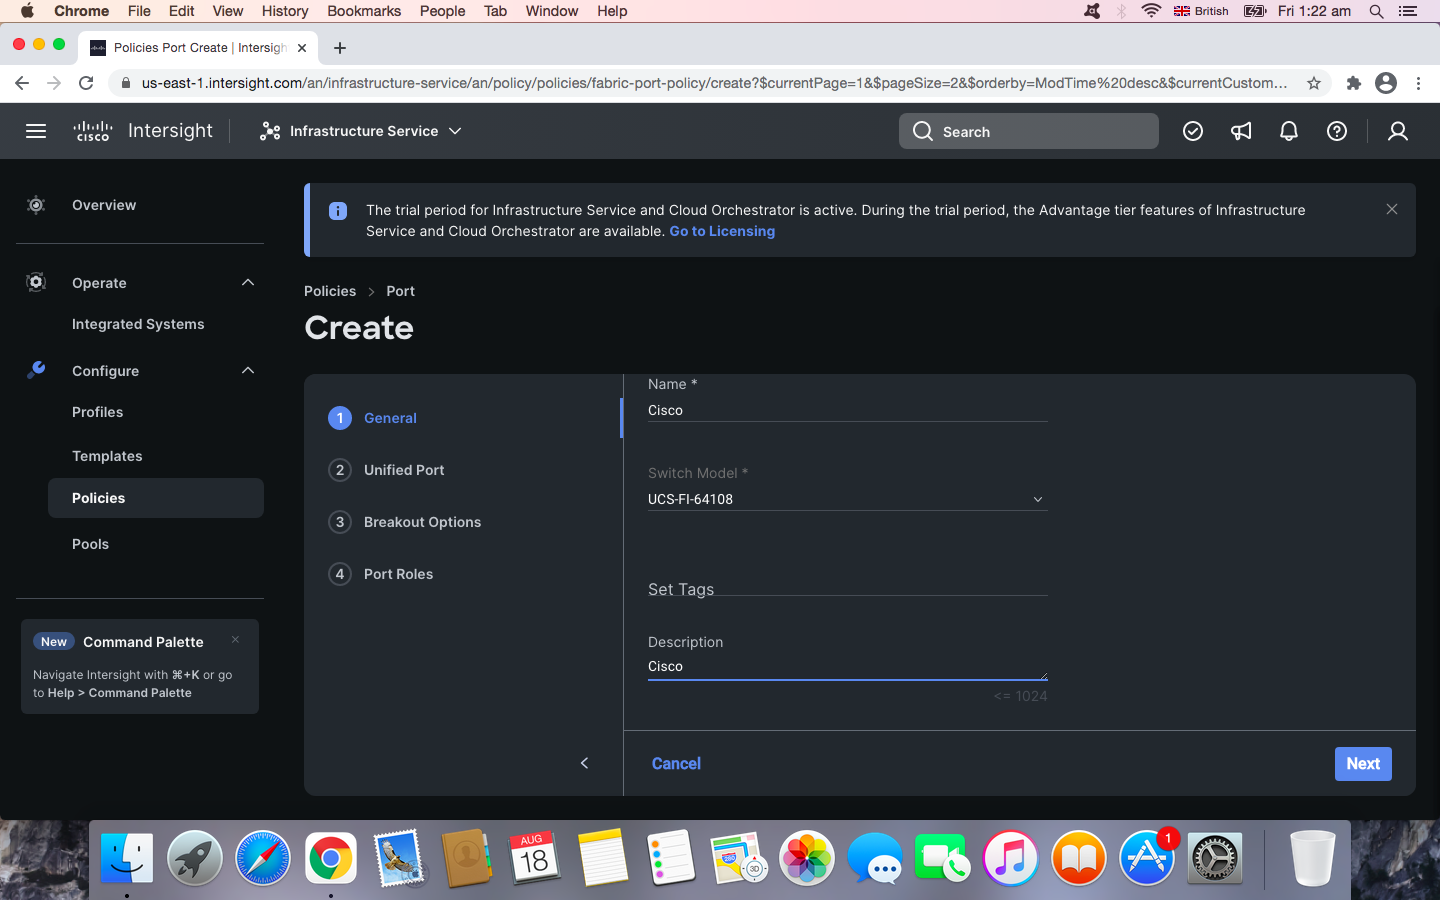 Chrome File Edit View History Bookmarks People Tab Window Help British Fri 1:22 am
Policies Port Create | Intersigh
us-east-1.intersight.com/an/infrastructure-service/an/policy/policies/fabric-port-policy/create?$currentPage=1&$pageSize=2&$orderby=ModTime%20desc&$currentCustom...
CISCO Intersight Infrastructure Service Search
Overview
Operate
Integrated Systems
Configure
Profiles
Templates
Policies
Pools
New Command Palette
Navigate Intersight with ⌘+K or go
to Help > Command Palette
The trial period for Infrastructure Service and Cloud Orchestrator is active. During the trial period, the Advantage tier features of Infrastructure
Service and Cloud Orchestrator are available. Go to Licensing
Policies > Port
Create
1 General
2 Unified Port
3 Breakout Options
4 Port Roles
Name *
Cisco
Switch Model *
UCS-FI-64108
Set Tags
Description
Cisco
<= 1024
Cancel Next
AUG
18
280
3D
1